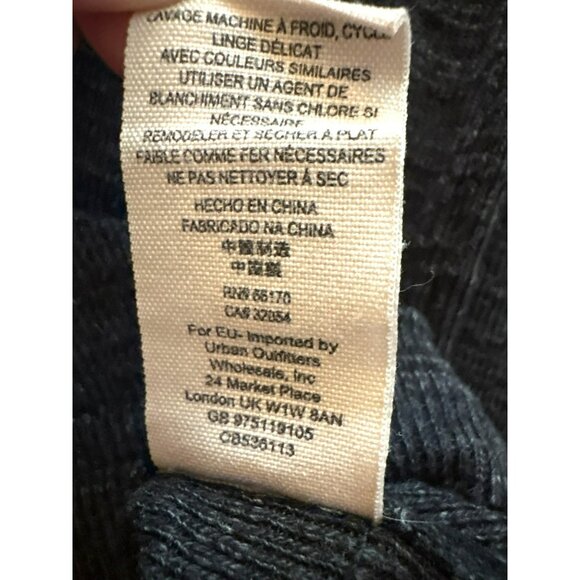 LAVAGE MACHINE À FROID, CYCLE
LINGE DÉLICAT
AVEC COULEURS SIMILAIRES
UTILISER UN AGENT DE
BLANCHIMENT SANS CHLORE SI
NÉCESSAIRE
REMODELER ET SÉCHER À PLAT
FAIBLE COMME FER NÉCESSAIRES
NE PAS NETTOYER À SEC
HECHO EN CHINA
FABRICADO NA CHINA
中國制造
中國製
RN# 66170
CA# 32054
For EU- Imported by
Urban Outfitters
Wholesale, Inc
24 Market Place
London UK W1W 8AN
GB 975119105
OB536113